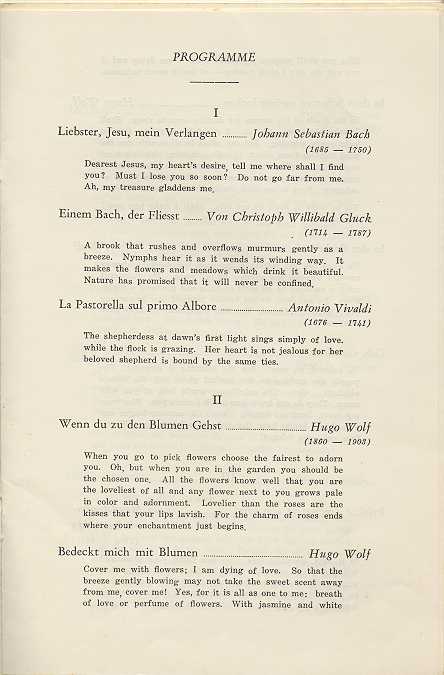 PROGRAMME
I
Liebster, Jesu, mein Verlangen ........... Johann Sebastian Bach
(1685 — 1750)
Dearest Jesus, my heart's desire, tell me where shall I find
you? Must I lose you so soon? Do not go far from me.
Ah, my treasure gladdens me.
Einem Bach, der Fliesst ........ Von Christoph Willibald Gluck
(1714 — 1787)
A brook that rushes and overflows murmurs gently as a
breeze. Nymphs hear it as it wends its winding way. It
makes the flowers and meadows which drink it beautiful.
Nature has promised that it will never be confined.
La Pastorella sul primo Albore ............................ Antonio Vivaldi
(1676 — 1741)
The shepherdess at dawn's first light sings simply of love.
while the flock is grazing. Her heart is not jealous for her
beloved shepherd is bound by the same ties.
II
Wenn du zu den Blumen Gehst .................................... Hugo Wolf
(1860 — 1903)
When you go to pick flowers choose the fairest to adorn
you. Oh, but when you are in the garden you should be
the chosen one. All the flowers know well that you are
the loveliest of all and any flower next to you grows pale
in color and adornment. Lovelier than the roses are the
kisses that your lips lavish. For the charm of roses ends
where your enchantment just begins.
Bedeckt mich mit Blumen ............................................ Hugo Wolf
Cover me with flowers; I am dying of love. So that the
breeze gently blowing may not take the sweet scent away
from me, cover me! Yes, for it is all as one to me: breath
of love or perfume of flowers. With jasmine and white